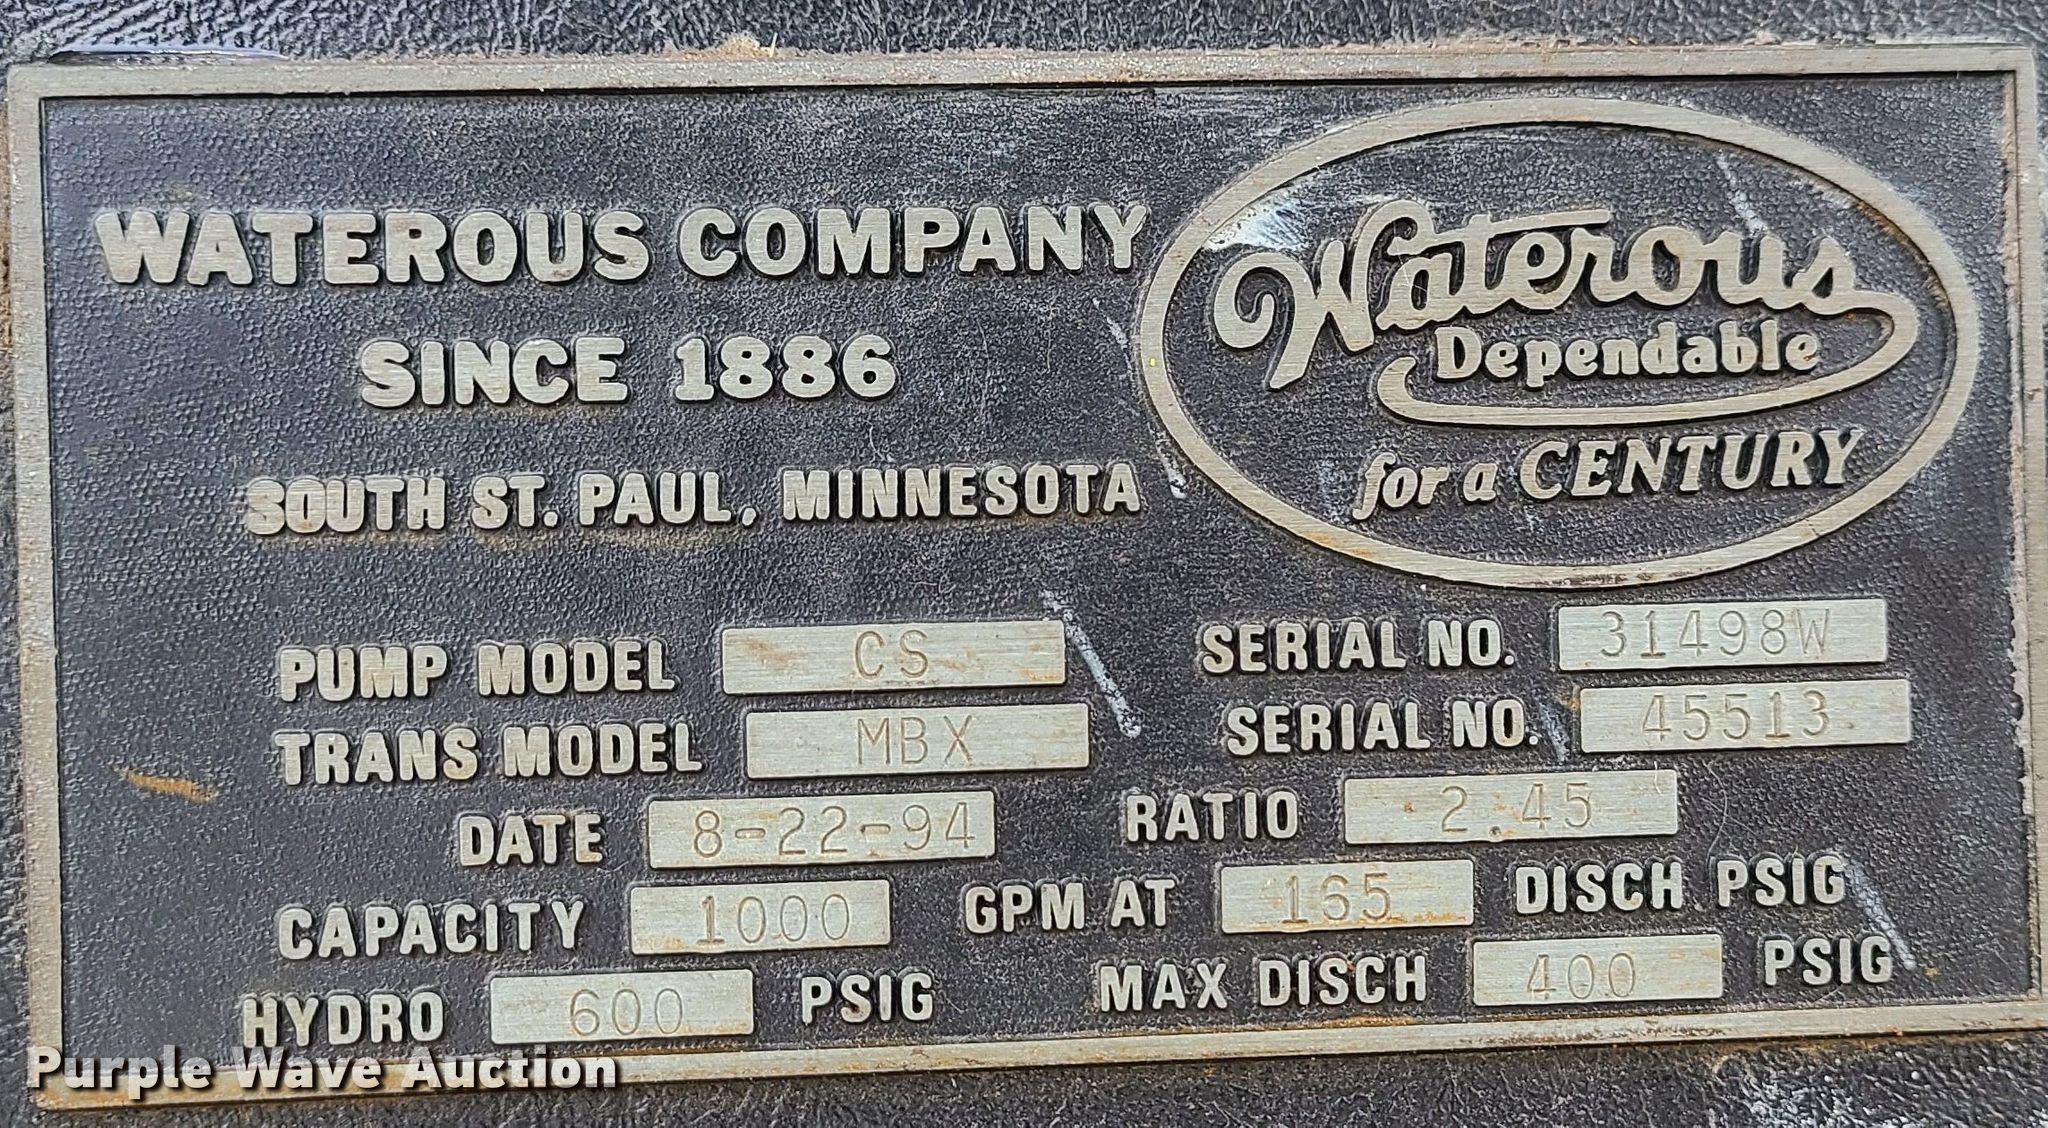 WATEROUS COMPANY
SINCE 1886
SOUTH ST. PAUL, MINNESOTA
Waterous
Dependable
for a CENTURY
PUMP MODEL CS SERIAL NO. 31498W
TRANS MODEL MBX SERIAL NO. 45513
DATE 8-22-94 RATIO 2.45
CAPACITY 1000 GPM AT 165 DISCH PSIG
HYDRO 600 PSIG MAX DISCH 400 PSIG
Purple Wave Auction